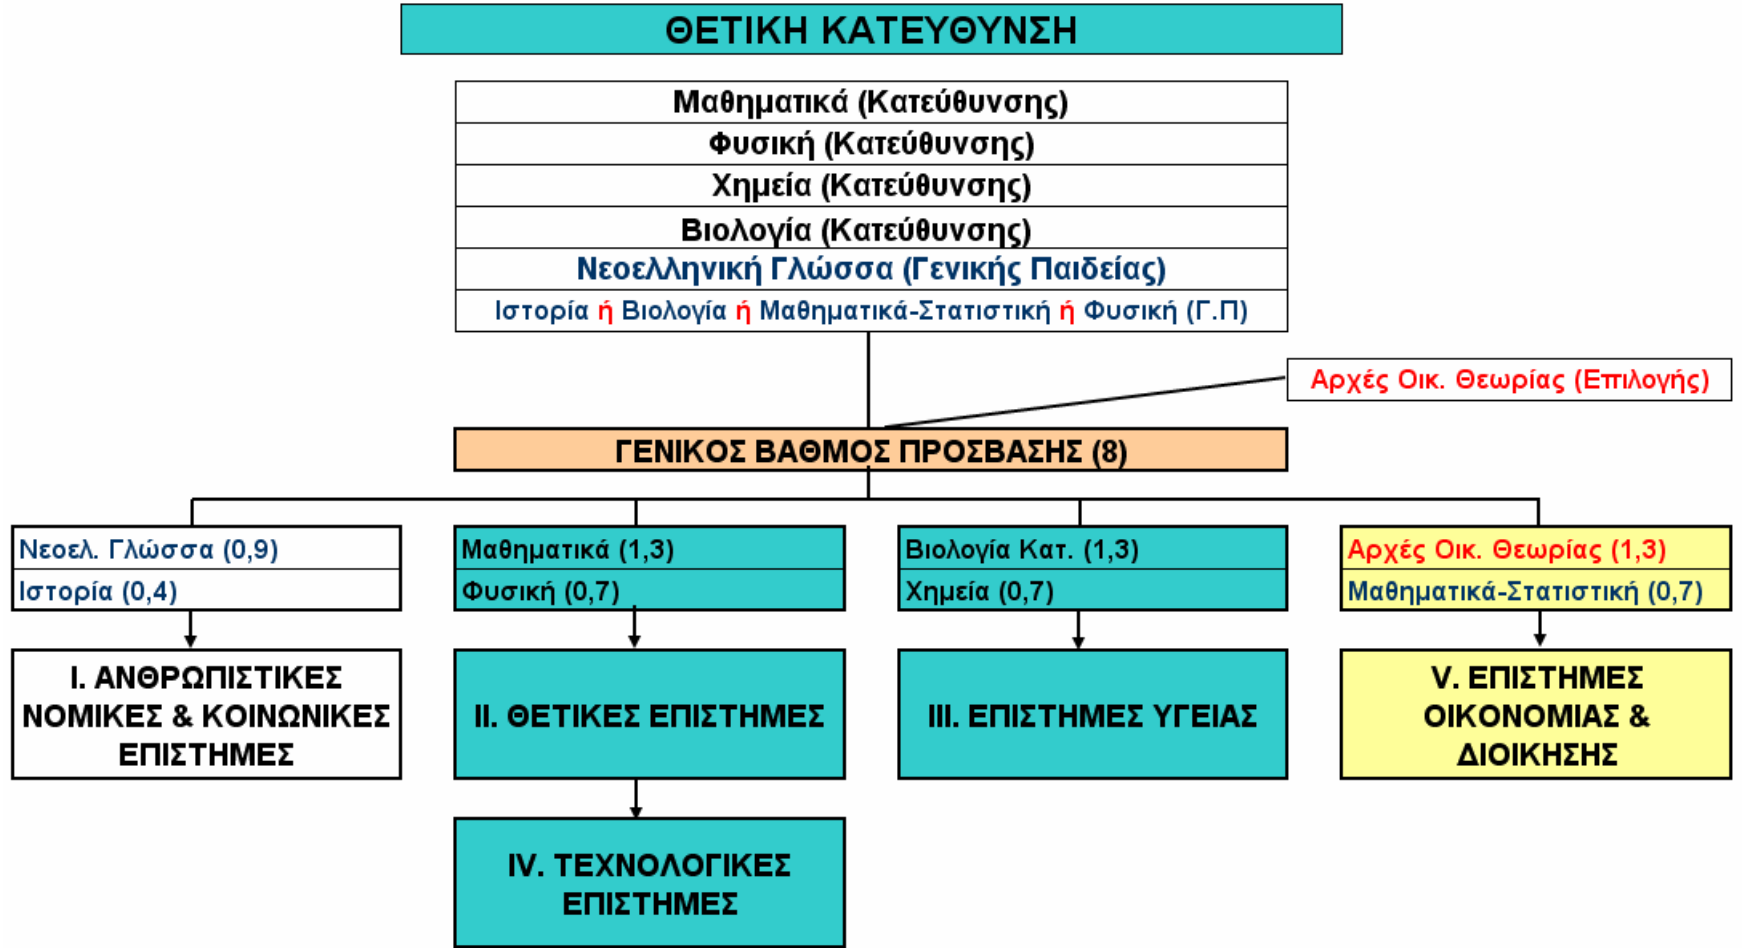 ΘΕΤΙΚΗ ΚΑΤΕΥΘΥΝΣΗ
Μαθηματικά (Κατεύθυνσης)
Φυσική (Κατεύθυνσης)
Χημεία (Κατεύθυνσης)
Βιολογία (Κατεύθυνσης)
Νεοελληνική Γλώσσα (Γενικής Παιδείας)
Ιστορία ή Βιολογία ή Μαθηματικά-Στατιστική ή Φυσική (Γ.Π)
Αρχές Οικ. Θεωρίας (Επιλογής)
ΓΕΝΙΚΟΣ ΒΑΘΜΟΣ ΠΡΟΣΒΑΣΗΣ (8)
Νεοελ. Γλώσσα (0,9)
Ιστορία (0,4)
Μαθηματικά (1,3)
Φυσική (0,7)
Βιολογία Κατ. (1,3)
Χημεία (0,7)
Αρχές Οικ. Θεωρίας (1,3)
Μαθηματικά-Στατιστική (0,7)
I. ΑΝΘΡΩΠΙΣΤΙΚΕΣ
ΝΟΜΙΚΕΣ & ΚΟΙΝΩΝΙΚΕΣ
ΕΠΙΣΤΗΜΕΣ
II. ΘΕΤΙΚΕΣ ΕΠΙΣΤΗΜΕΣ
III. ΕΠΙΣΤΗΜΕΣ ΥΓΕΙΑΣ
V. ΕΠΙΣΤΗΜΕΣ
ΟΙΚΟΝΟΜΙΑΣ &
ΔΙΟΙΚΗΣΗΣ
IV. ΤΕΧΝΟΛΟΓΙΚΕΣ
ΕΠΙΣΤΗΜΕΣ